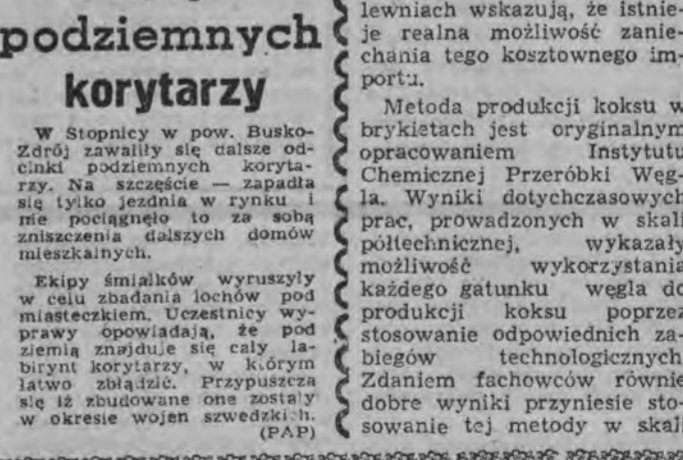 podziemnych
korytarzy
W Stopnicy w pow. Busko-
Zdrój zawaliły się dalsze od-
cinki podziemnych koryta-
rzy. Na szczęście — zapadła
się tylko jezdnia w rynku i
nie pociągnęło to za sobą
zniszczenia dalszych domów
mieszkalnych.
Ekipy śmiałków wyruszyły
w celu zbadania lochów pod
miasteczkiem. Uczestnicy wy-
prawy opowiadają, że pod
ziemią znajduje się cały la-
birynt korytarzy, w którym
łatwo zbłądzić. Przypuszcza
się iż zbudowane one zostały
w okresie wojen szwedzkich.
(PAP)
lewniach wskazują, że istnie-
je realna możliwość zanie-
chania tego kosztownego im-
portu.
Metoda produkcji koksu w
brykietach jest oryginalnym
opracowaniem Instytutu
Chemicznej Przeróbki Węg-
la. Wyniki dotychczasowych
prac, prowadzonych w skali
półtechnicznej, wykazały
możliwość wykorzystania
każdego gatunku węgla do
produkcji koksu poprzez
stosowanie odpowiednich za-
biegów technologicznych
Zdaniem fachowców równie
dobre wyniki przyniesie sto-
sowanie tej metody w skali